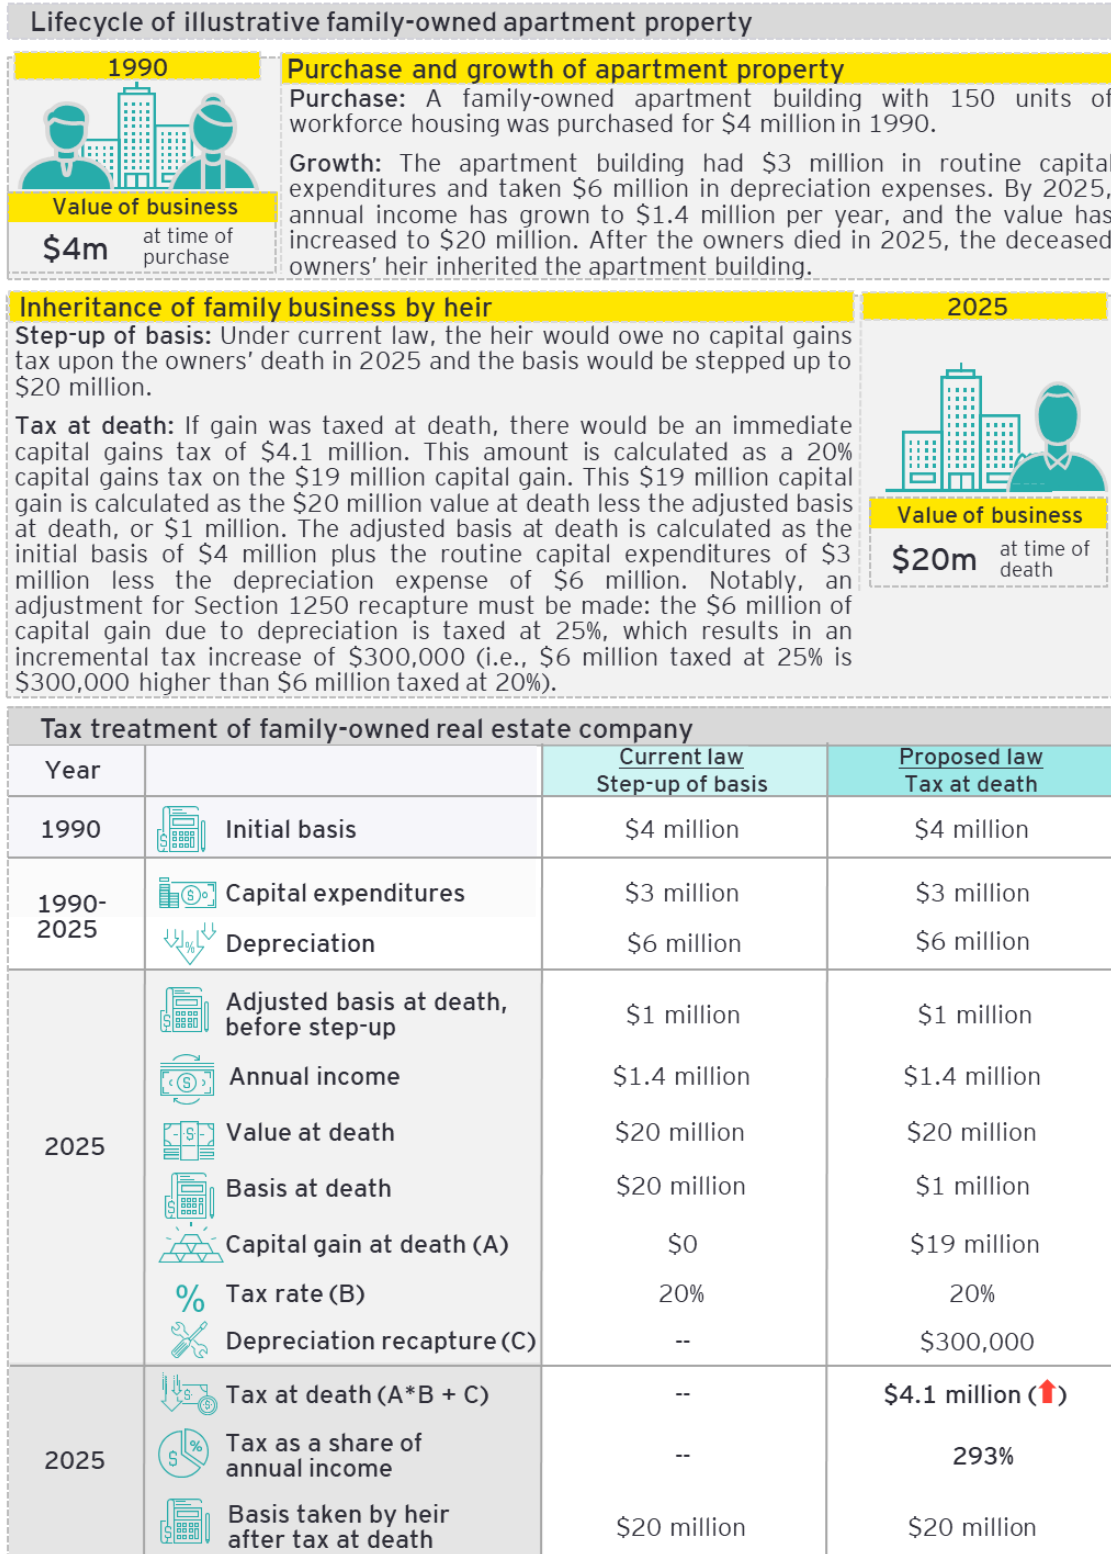 Lifecycle of illustrative family-owned apartment property
1990
Value of business
$4m
at time of
purchase
Purchase and growth of apartment property
Purchase: A family-owned apartment building with 150 units of
workforce housing was purchased for $4 million in 1990.
Growth: The apartment building had $3 million in routine capital
expenditures and taken $6 million in depreciation expenses. By 2025,
annual income has grown to $1.4 million per year, and the value has
increased to $20 million. After the owners died in 2025, the deceased
owners' heir inherited the apartment building.
Inheritance of family business by heir
Step-up of basis: Under current law, the heir would owe no capital gains
tax upon the owners' death in 2025 and the basis would be stepped up to
$20 million.
Tax at death: If gain was taxed at death, there would be an immediate
capital gains tax of $4.1 million. This amount is calculated as a 20%
capital gains tax on the $19 million capital gain. This $19 million capital
gain is calculated as the $20 million value at death less the adjusted basis
at death, or $1 million. The adjusted basis at death is calculated as the
initial basis of $4 million plus the routine capital expenditures of $3
million less the depreciation expense of $6 million. Notably, an
adjustment for Section 1250 recapture must be made: the $6 million of
capital gain due to depreciation is taxed at 25%, which results in an
incremental tax increase of $300,000 (i.e., $6 million taxed at 25% is
$300,000 higher than $6 million taxed at 20%).
2025
Value of business
$20m
at time of
death
Tax treatment of family-owned real estate company
Year
Current law
Step-up of basis
Proposed law
Tax at death
1990 Initial basis $4 million $4 million
1990-
2025
Capital expenditures $3 million $3 million
Depreciation $6 million $6 million
2025
Adjusted basis at death,
before step-up
$1 million $1 million
Annual income $1.4 million $1.4 million
Value at death $20 million $20 million
Basis at death $20 million $1 million
Capital gain at death (A) $0 $19 million
% Tax rate (B) 20% 20%
Depreciation recapture (C) -- $300,000
2025
Tax at death (A*B + C) -- $4.1 million (⬆)
Tax as a share of
annual income
-- 293%
Basis taken by heir
after tax at death
$20 million $20 million